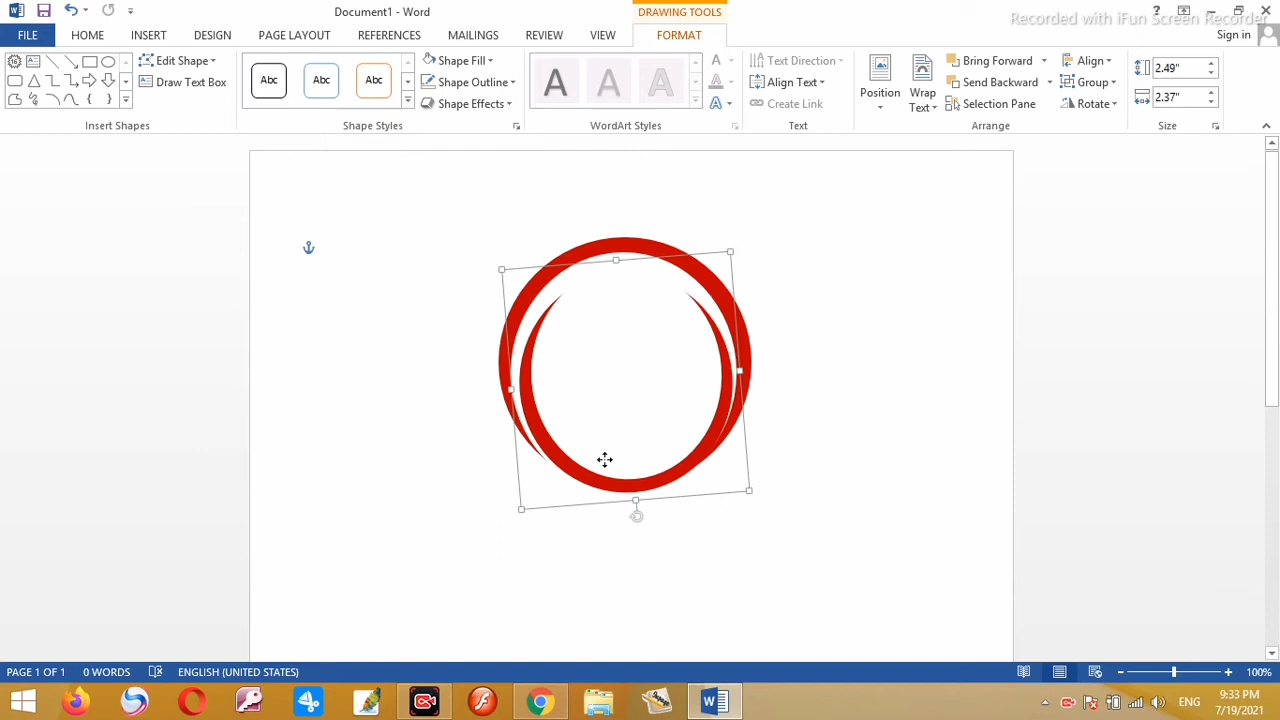 Document1 - Word
DRAWING TOOLS
?
Recorded with iFun Screen Recorder
FILE HOME INSERT DESIGN PAGE LAYOUT REFERENCES MAILINGS REVIEW VIEW FORMAT Sign in
Edit Shape
Draw Text Box
Insert Shapes
Abc Abc Abc
Shape Fill
Shape Outline
Shape Effects
Shape Styles
A A A
A
A
A
WordArt Styles
Text Direction
Align Text
Create Link
Text
Position
Wrap
Text
Bring Forward
Send Backward
Selection Pane
Align
Group
Rotate
Arrange
2.49"
2.37"
Size
PAGE 1 OF 1 0 WORDS ENGLISH (UNITED STATES) 100%
ENG
9:33 PM
7/19/2021